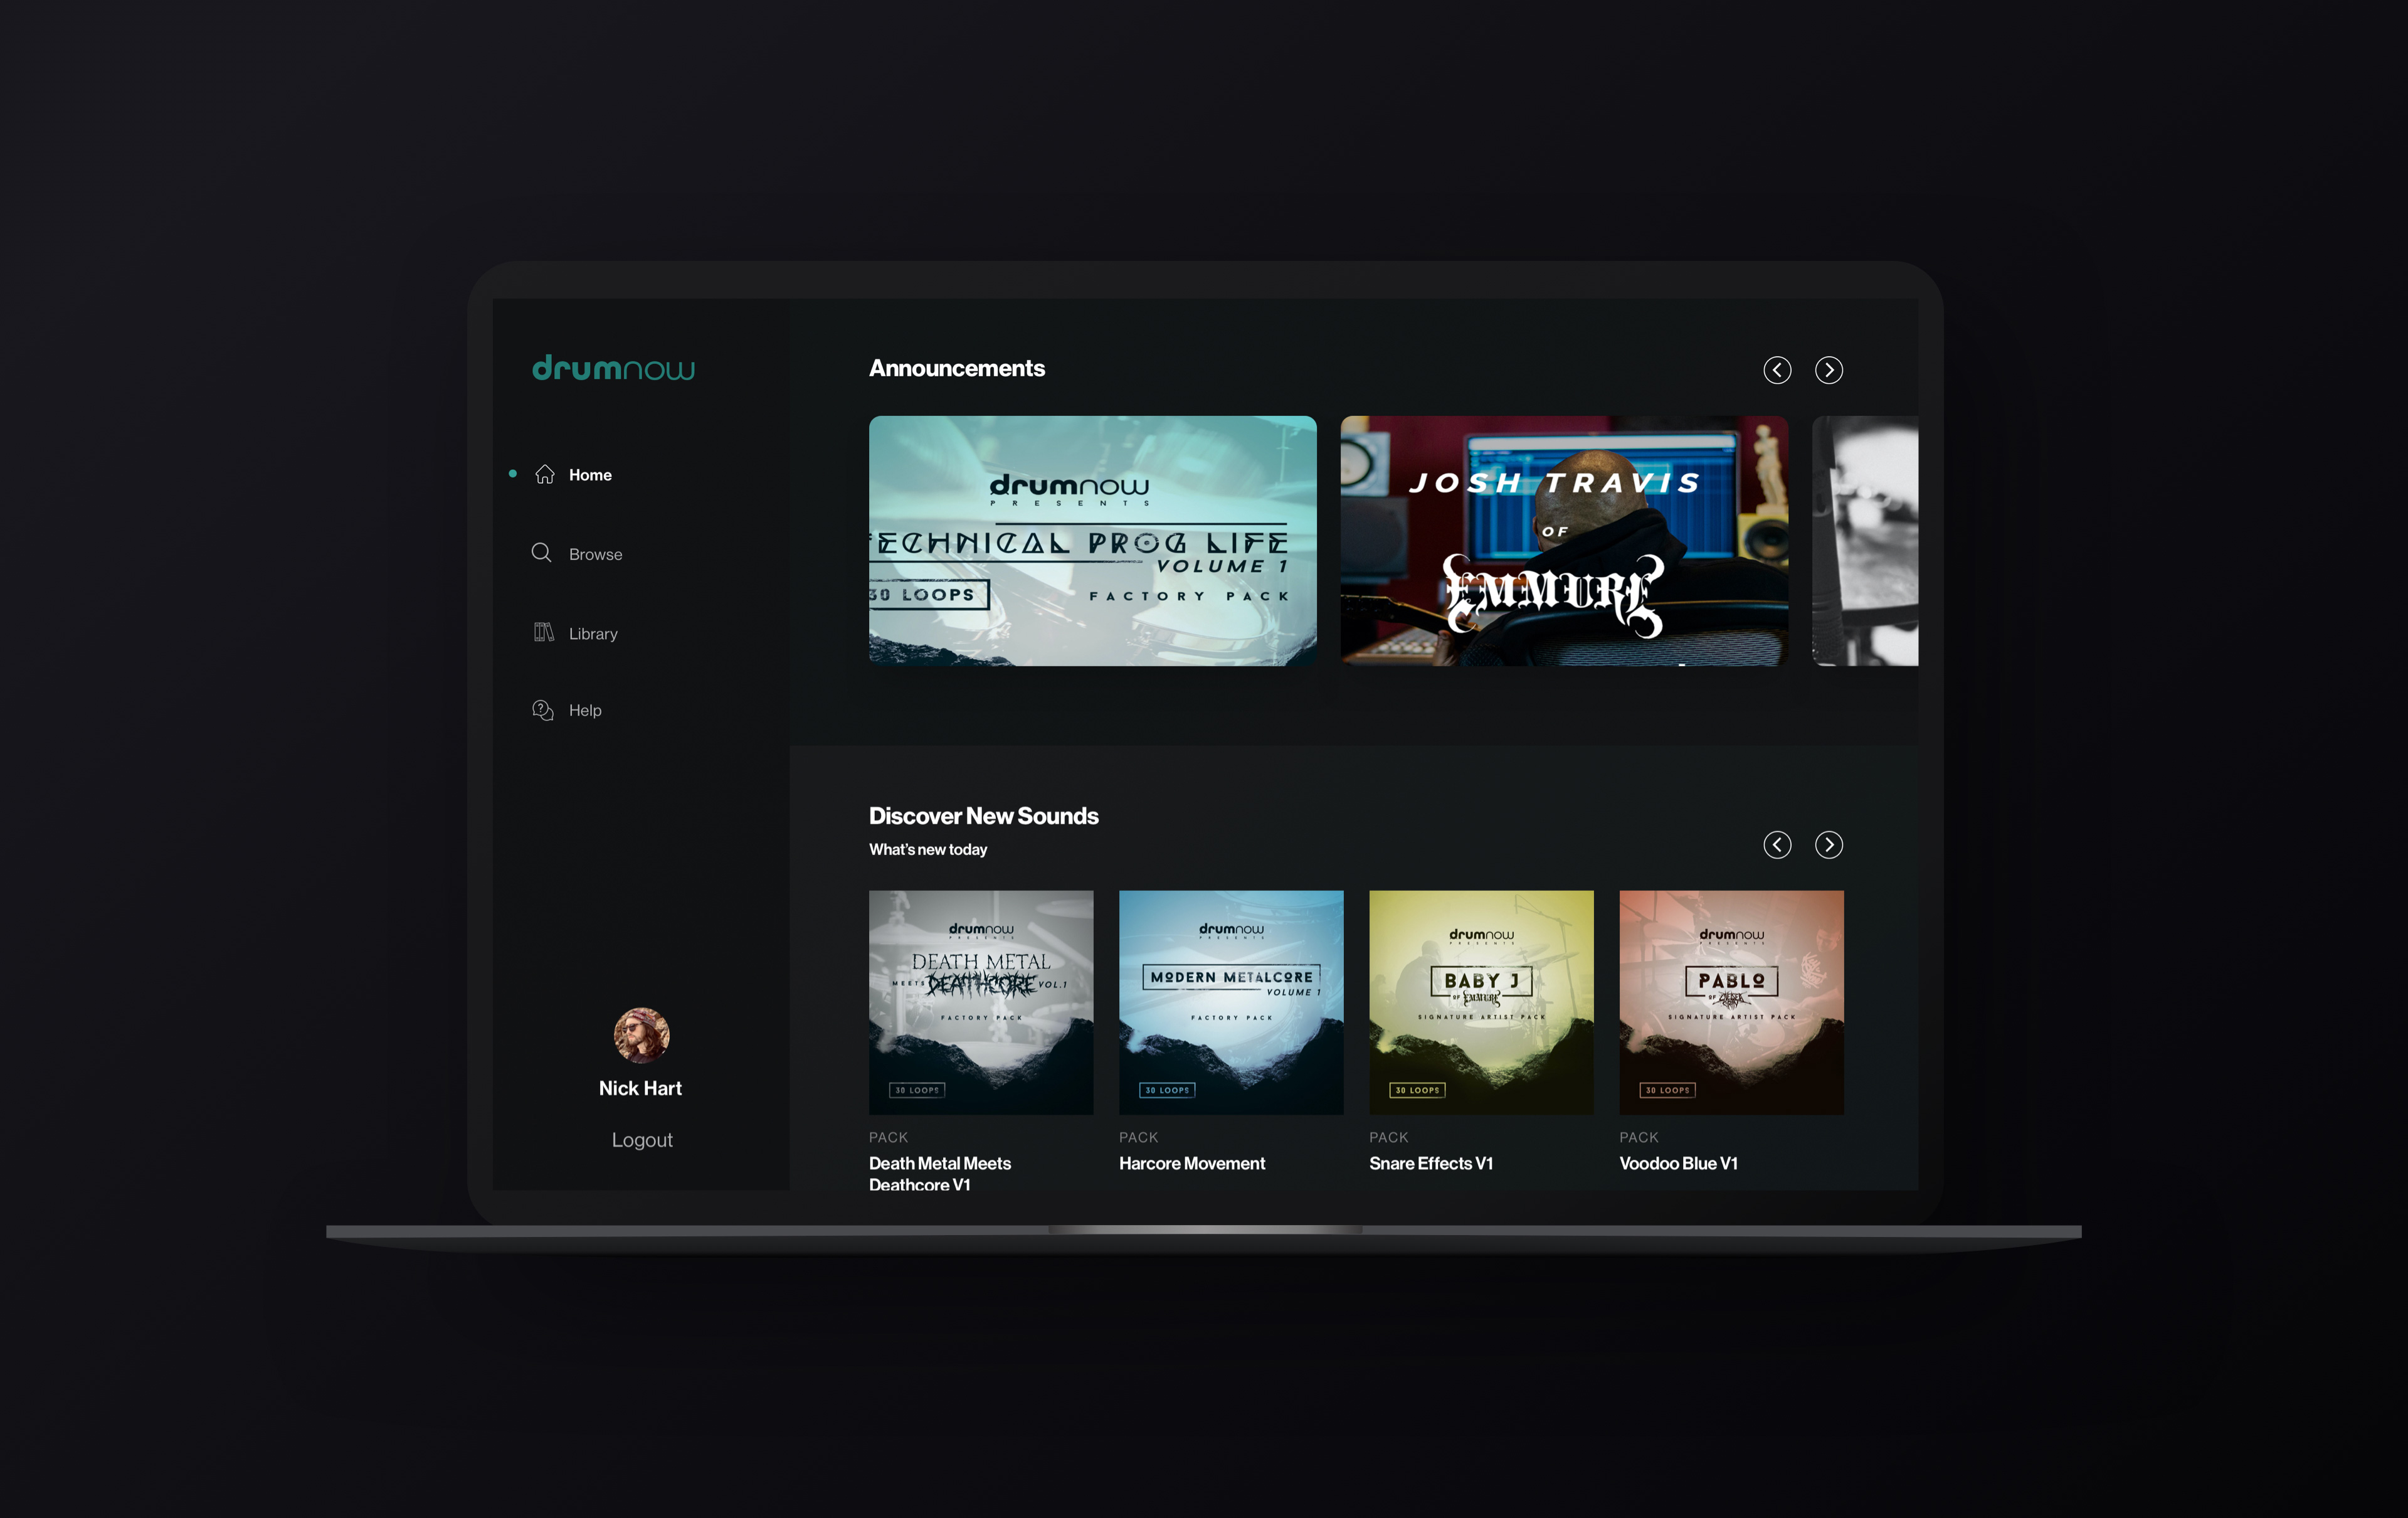 drumnow
Home
Browse
Library
Help
Nick Hart
Logout
Announcements
drumnow
PRESENTS
TECHNICAL PROG LIFE
VOLUME 1
30 LOOPS
FACTORY PACK
JOSH TRAVIS
OF
EMMURE
Discover New Sounds
What's new today
drumnow
PRESENTS
DEATH METAL
MEETS DEATHCORE VOL.1
FACTORY PACK
30 LOOPS
PACK
Death Metal Meets
Deathcore V1
drumnow
PRESENTS
MODERN METALCORE
VOLUME 1
FACTORY PACK
30 LOOPS
PACK
Harcore Movement
drumnow
PRESENTS
BABY J
OF EMMURE
SIGNATURE ARTIST PACK
30 LOOPS
PACK
Snare Effects V1
drumnow
PRESENTS
PABLO
OF
SIGNATURE ARTIST PACK
30 LOOPS
PACK
Voodoo Blue V1